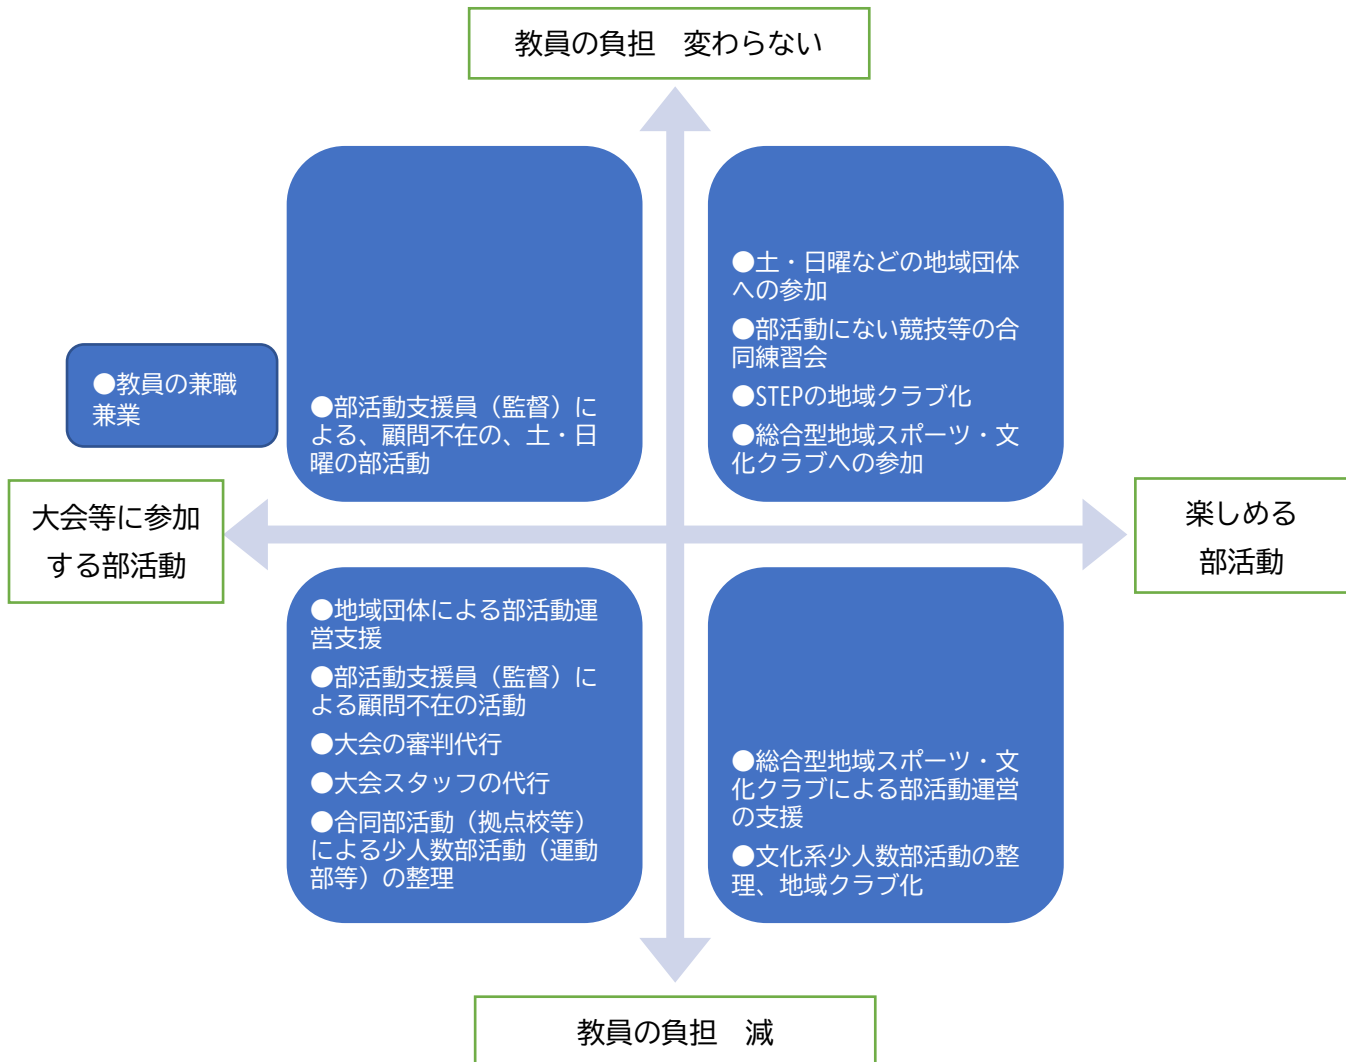 教員の負担　変わらない
●土・日曜などの地域団体
への参加
●部活動にない競技等の合
同練習会
●STEPの地域クラブ化
●総合型地域スポーツ・文
化クラブへの参加
●教員の兼職
兼業
●部活動支援員（監督）に
よる、顧問不在の、土・日
曜の部活動
大会等に参加
する部活動
楽しめる
部活動
●地域団体による部活動運
営支援
●部活動支援員（監督）に
よる顧問不在の活動
●大会の審判代行
●大会スタッフの代行
●合同部活動（拠点校等）
による少人数部活動（運動
部等）の整理
●総合型地域スポーツ・文
化クラブによる部活動運営
の支援
●文化系少人数部活動の整
理、地域クラブ化
教員の負担　減